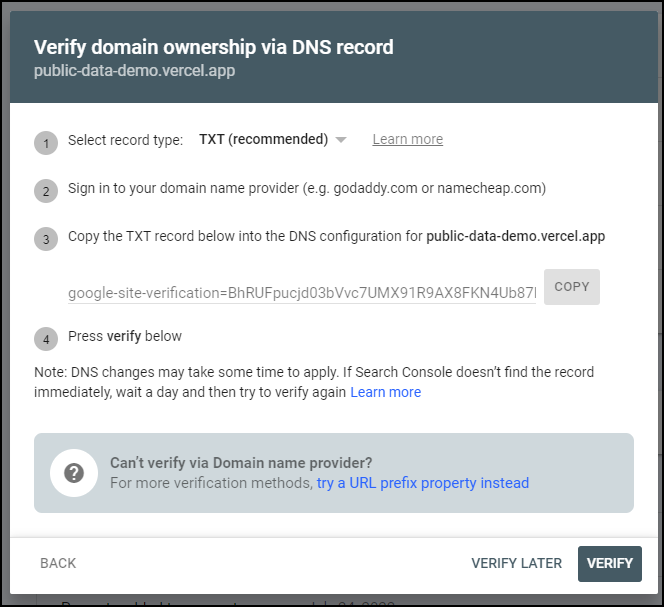 Verify domain ownership via DNS record
public-data-demo.vercel.app
1 Select record type: TXT (recommended) Learn more
2 Sign in to your domain name provider (e.g. godaddy.com or namecheap.com)
3 Copy the TXT record below into the DNS configuration for public-data-demo.vercel.app
google-site-verification=BhRUFpucjd03bVvc7UMX91R9AX8FKN4Ub87 COPY
4 Press verify below
Note: DNS changes may take some time to apply. If Search Console doesn't find the record
immediately, wait a day and then try to verify again Learn more
?
Can't verify via Domain name provider?
For more verification methods, try a URL prefix property instead
BACK VERIFY LATER VERIFY